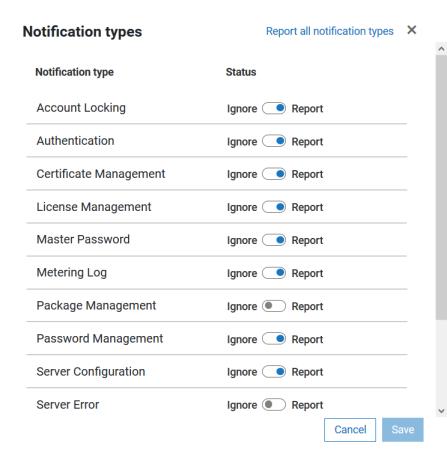 Notification types Report all notification types
Notification type Status
Account Locking Ignore Report
Authentication Ignore Report
Certificate Management Ignore Report
License Management Ignore Report
Master Password Ignore Report
Metering Log Ignore Report
Package Management Ignore Report
Password Management Ignore Report
Server Configuration Ignore Report
Server Error Ignore Report
Cancel Save